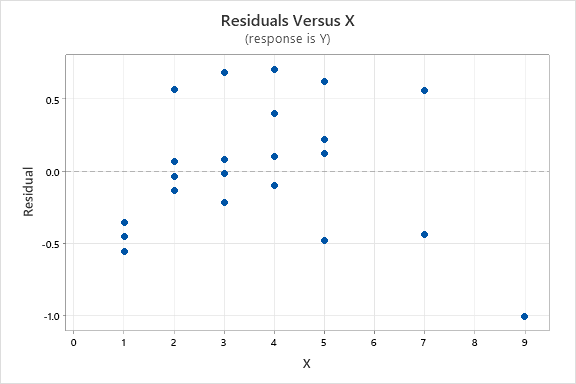 Residuals Versus X
(response is Y)
0.5
0.0
-0.5
-1.0
Residual
0 1 2 3 4 5 6 7 8 9
X